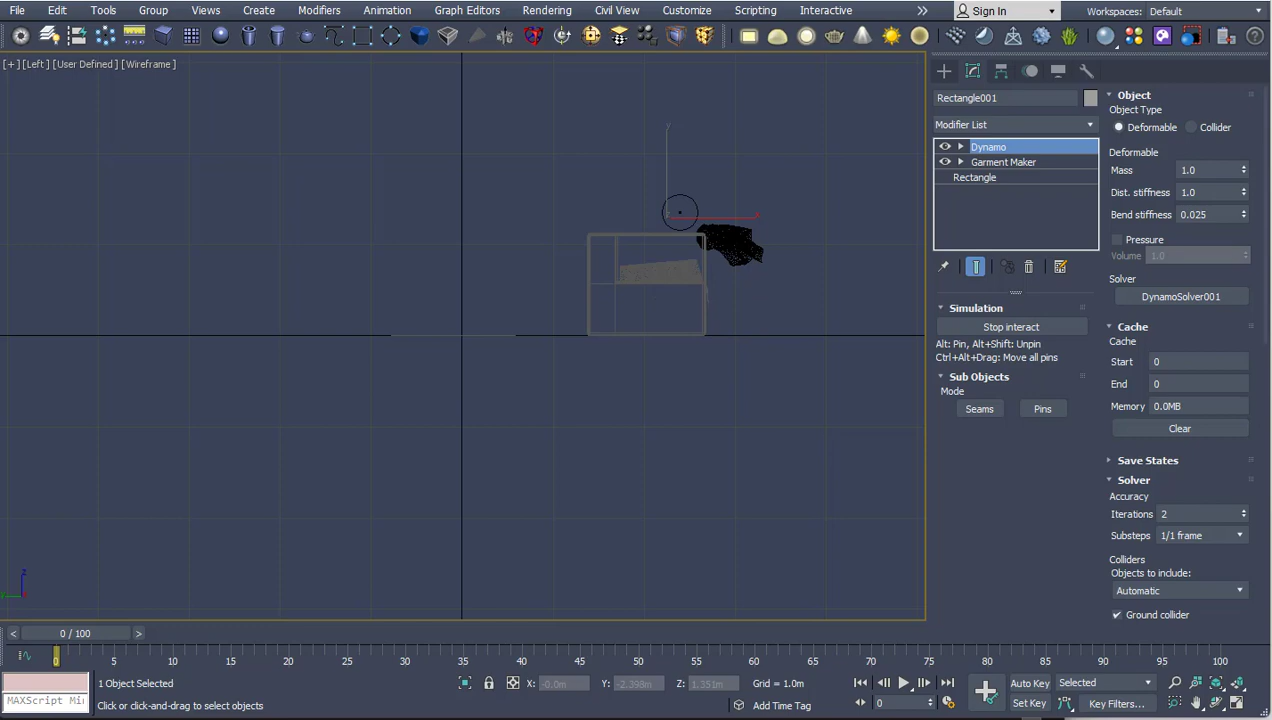 File Edit Tools Group Views Create Modifiers Animation Graph Editors Rendering Civil View Customize Scripting Interactive Sign In Workspaces: Default
[+] [Left] [User Defined] [Wireframe]
Rectangle001
Modifier List
Dynamo
Garment Maker
Rectangle
Simulation
Stop interact
Alt: Pin, Alt+Shift: Unpin
Ctrl+Alt+Drag: Move all pins
Sub Objects
Mode
Seams Pins
Object
Object Type
Deformable Collider
Deformable
Mass 1.0
Dist. stiffness 1.0
Bend stiffness 0.025
Pressure
Volume 1.0
Solver
DynamoSolver001
Cache
Cache
Start 0
End 0
Memory 0.0MB
Clear
Save States
Solver
Accuracy
Iterations 2
Substeps 1/1 frame
Colliders
Objects to include:
Automatic
Ground collider
x
y
z
z
y
< 0 / 100 >
0 5 10 15 20 25 30 35 40 45 50 55 60 65 70 75 80 85 90 95 100
1 Object Selected X: -0.0m Y: -2.398m Z: 1.351m Grid = 1.0m Auto Key Selected
MAXScript Mi:
Click or click-and-drag to select objects Add Time Tag 0 Set Key Key Filters...